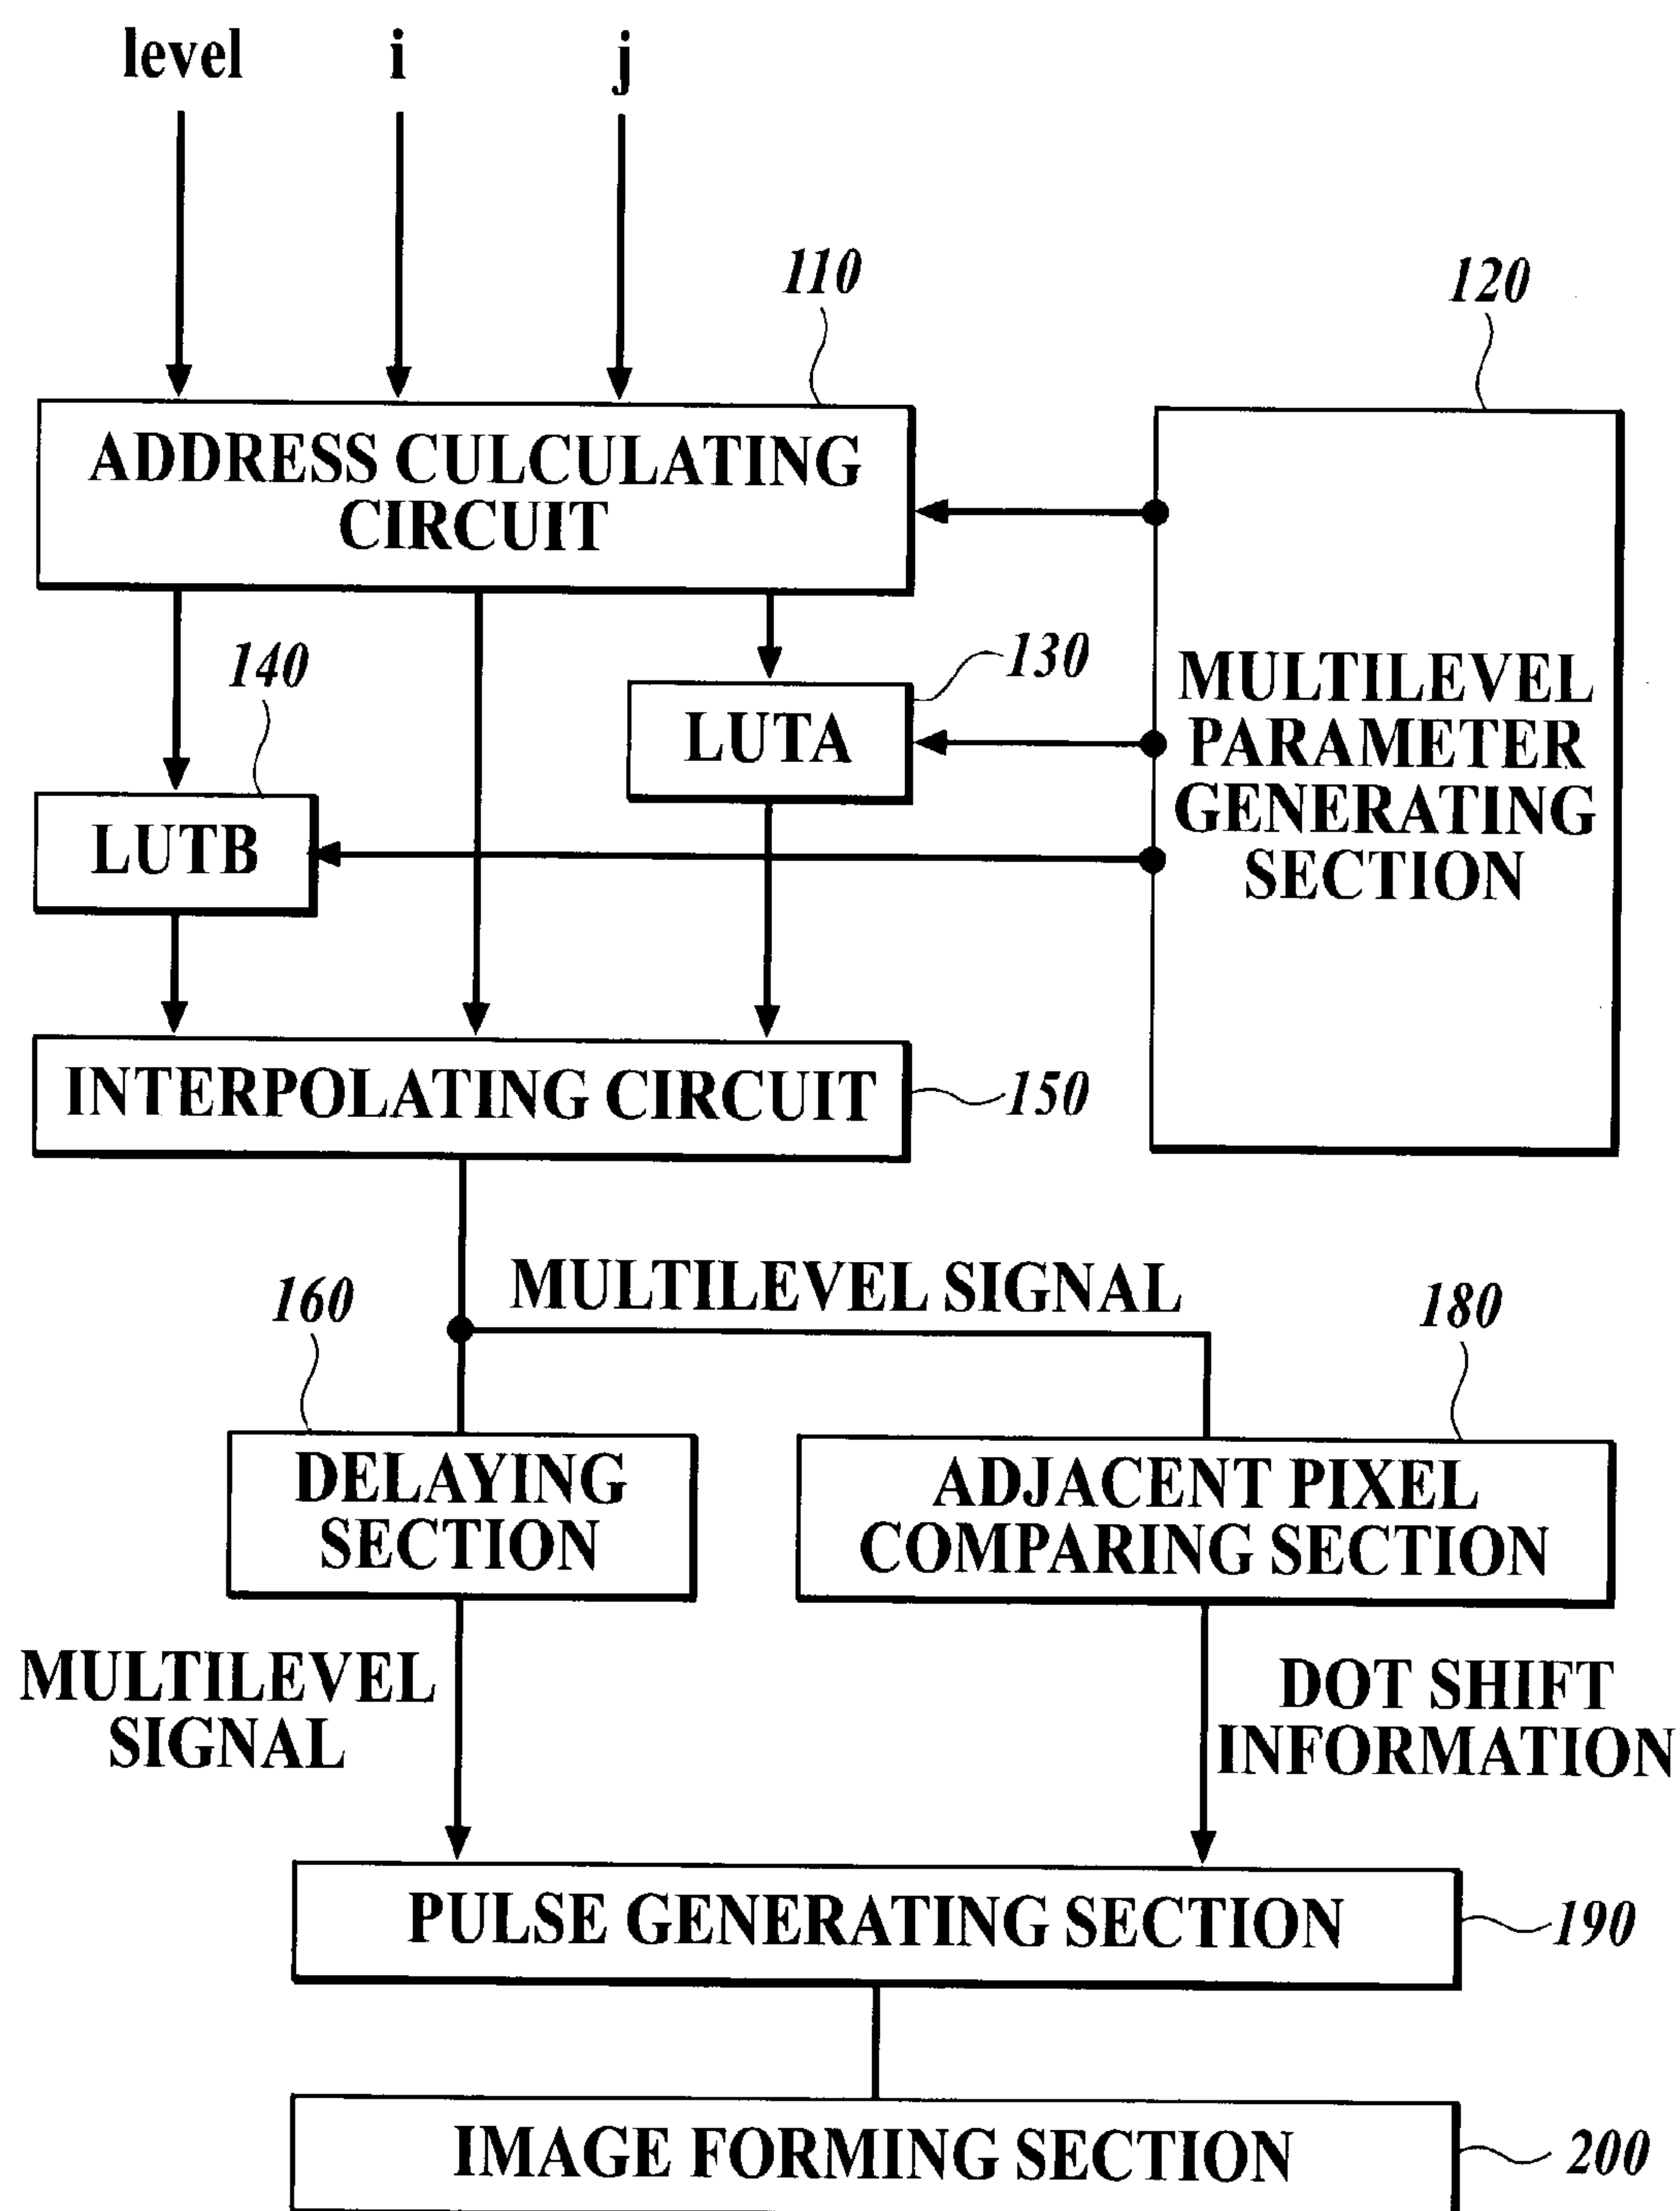 level
i
j
110
120
ADDRESS CULCULATING
CIRCUIT
140
130
LUTA
LUTB
MULTILEVEL
PARAMETER
GENERATING
SECTION
INTERPOLATING CIRCUIT
150
160
MULTILEVEL SIGNAL
180
DELAYING
SECTION
ADJACENT PIXEL
COMPARING SECTION
MULTILEVEL
SIGNAL
DOT SHIFT
INFORMATION
PULSE GENERATING SECTION
190
IMAGE FORMING SECTION
200